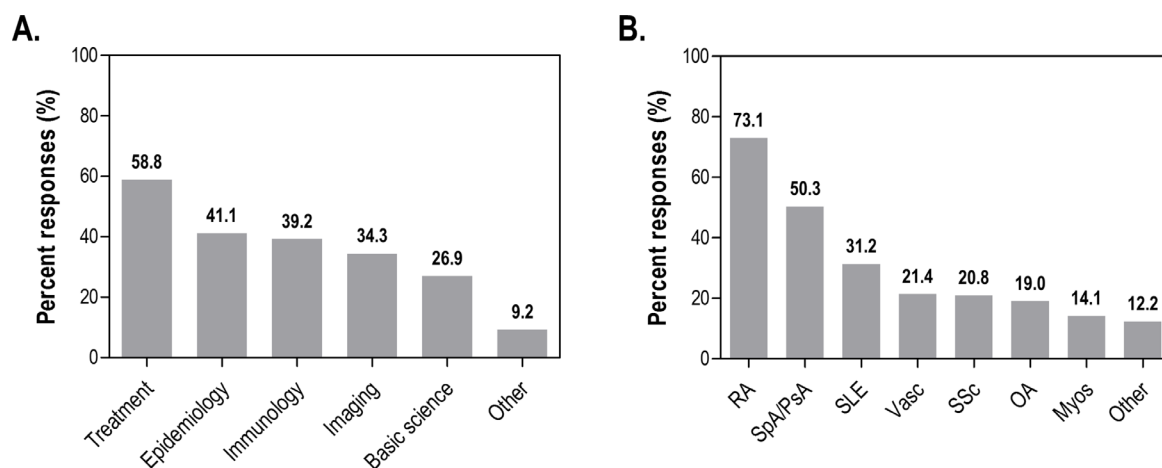 A.
Percent responses (%)
100
80
60
40
20
0
58.8
41.1
39.2
34.3
26.9
9.2
Treatment
Epidemiology
Immunology
Imaging
Basic science
Other
B.
Percent responses (%)
100
80
60
40
20
0
73.1
50.3
31.2
21.4
20.8
19.0
14.1
12.2
RA
SpA/PsA
SLE
Vasc
SSc
OA
Myos
Other